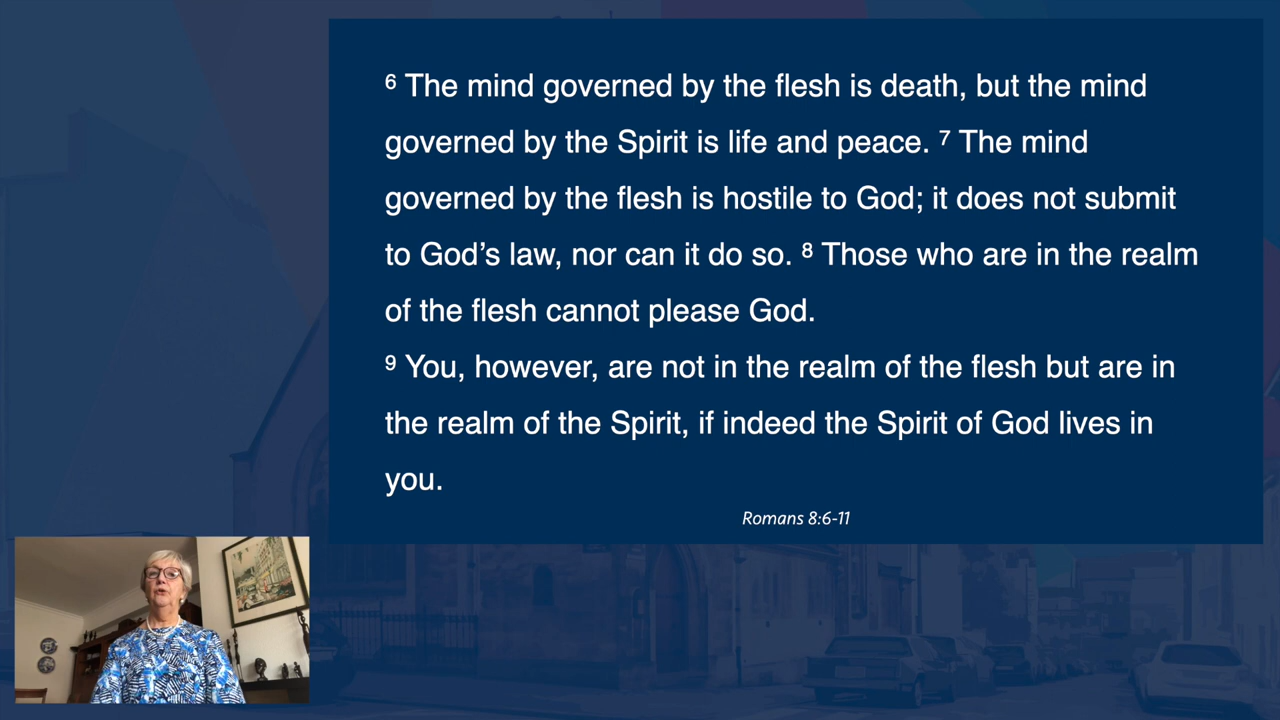 6 The mind governed by the flesh is death, but the mind
governed by the Spirit is life and peace. 7 The mind
governed by the flesh is hostile to God; it does not submit
to God’s law, nor can it do so. 8 Those who are in the realm
of the flesh cannot please God.
9 You, however, are not in the realm of the flesh but are in
the realm of the Spirit, if indeed the Spirit of God lives in
you.
Romans 8:6-11